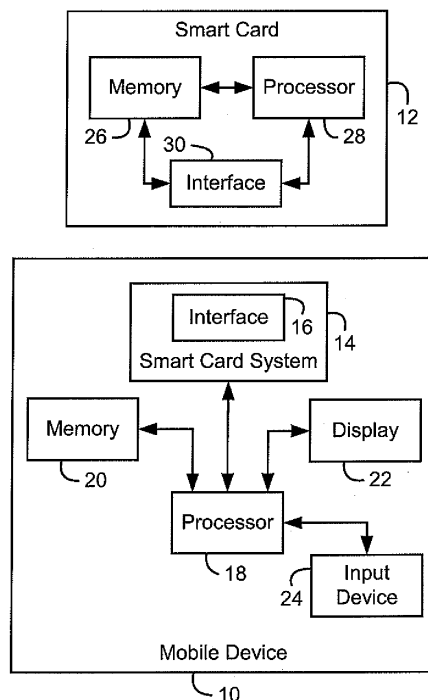 Smart Card
Memory
Processor
12
26
28
30
Interface
Interface
16
14
Smart Card System
Memory
Display
20
22
Processor
18
24
Input
Device
Mobile Device
10